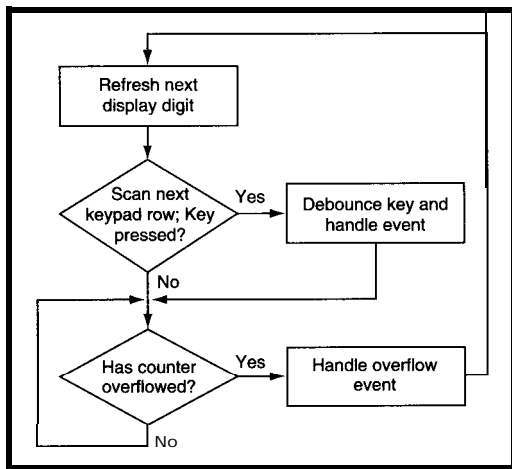 Refresh next
display digit
Scan next
keypad row; Key
pressed?
Yes
Debounce key and
handle event
No
Has counter
overflowed?
Yes
Handle overflow
event
No